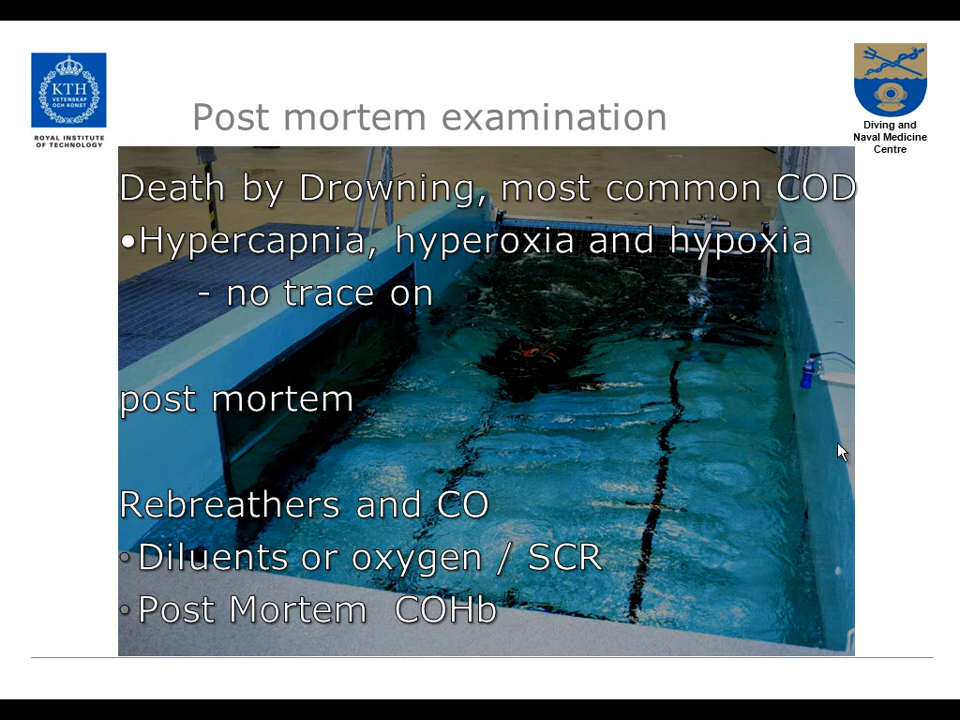 KTH
VETENSKAP
OCH KONST
ROYAL INSTITUTE
OF TECHNOLOGY
Post mortem examination
Diving and
Naval Medicine
Centre
Death by Drowning, most common COD
•Hypercapnia, hyperoxia and hypoxia
- no trace on
post mortem
Rebreathers and CO
•Diluents or oxygen / SCR
•Post Mortem COHb